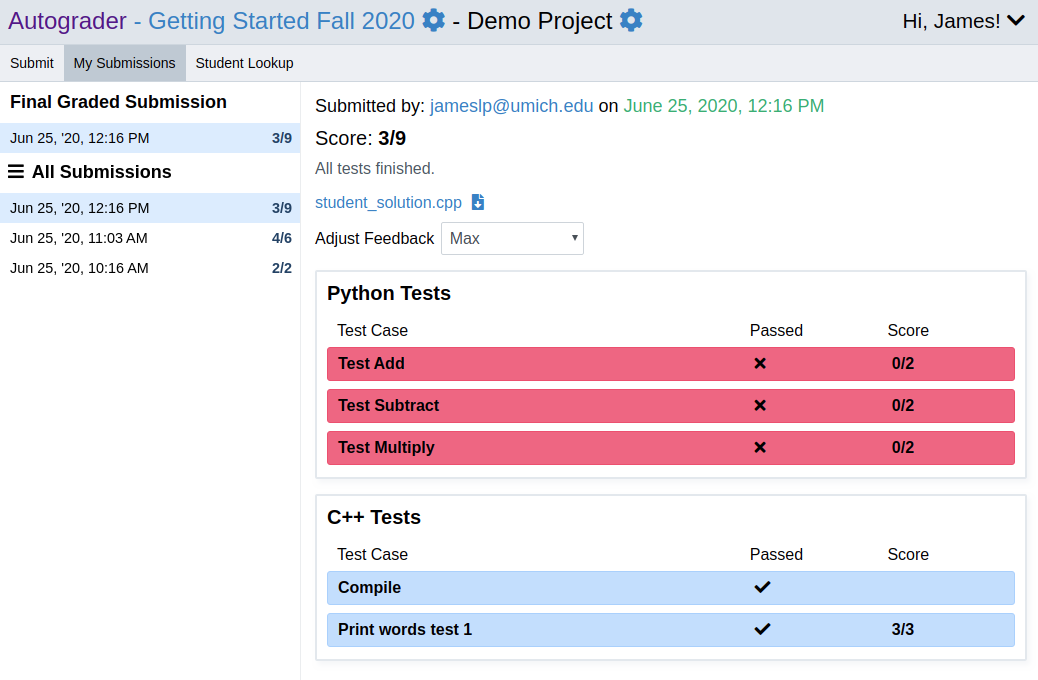 Autograder - Getting Started Fall 2020 - Demo Project
Hi, James!
Submit My Submissions Student Lookup
Final Graded Submission
Jun 25, '20, 12:16 PM 3/9
All Submissions
Jun 25, '20, 12:16 PM 3/9
Jun 25, '20, 11:03 AM 4/6
Jun 25, '20, 10:16 AM 2/2
Submitted by: jameslp@umich.edu on June 25, 2020, 12:16 PM
Score: 3/9
All tests finished.
student_solution.cpp
Adjust Feedback Max
Python Tests
Test Case Passed Score
Test Add 0/2
Test Subtract 0/2
Test Multiply 0/2
C++ Tests
Test Case Passed Score
Compile
Print words test 1 3/3